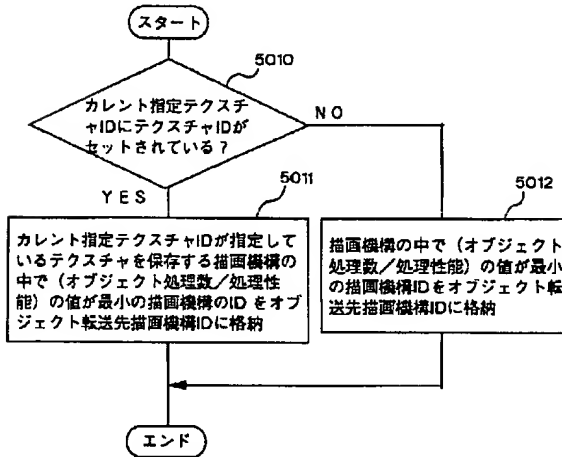 スタート
5010
カレント指定テクスチ
ャIDにテクスチャIDが
セットされている?
NO
YES
5011
5012
カレント指定テクスチャIDが指定して
いるテクスチャを保存する描画機構の
中で(オブジェクト処理数/処理性
能)の値が最小の描画機構のID をオブ
ジェクト転送先描画機構IDに格納
描画機構の中で(オブジェクト
処理数/処理性能)の値が最小
の描画機構IDをオブジェクト転
送先描画機構IDに格納
エンド